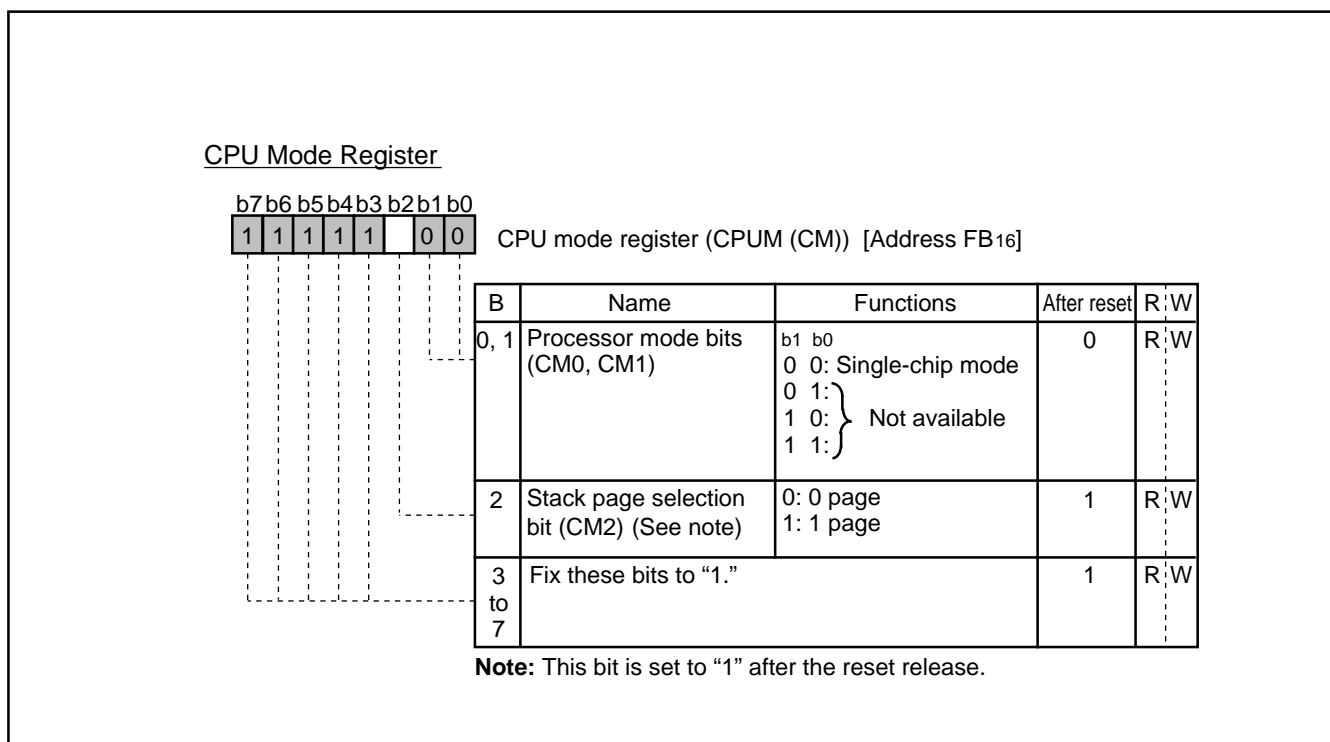 CPU Mode Register
b7 b6 b5 b4 b3 b2 b1 b0
1 1 1 1 1 0 0
CPU mode register (CPUM (CM)) [Address FB16]
B Name Functions After reset R W
0, 1 Processor mode bits (CM0, CM1)
b1 b0
0 0: Single-chip mode
0 1:
1 0: Not available
1 1:
0 R W
2 Stack page selection bit (CM2) (See note)
0: 0 page
1: 1 page
1 R W
3 to 7 Fix these bits to “1.” 1 R W
Note: This bit is set to “1” after the reset release.